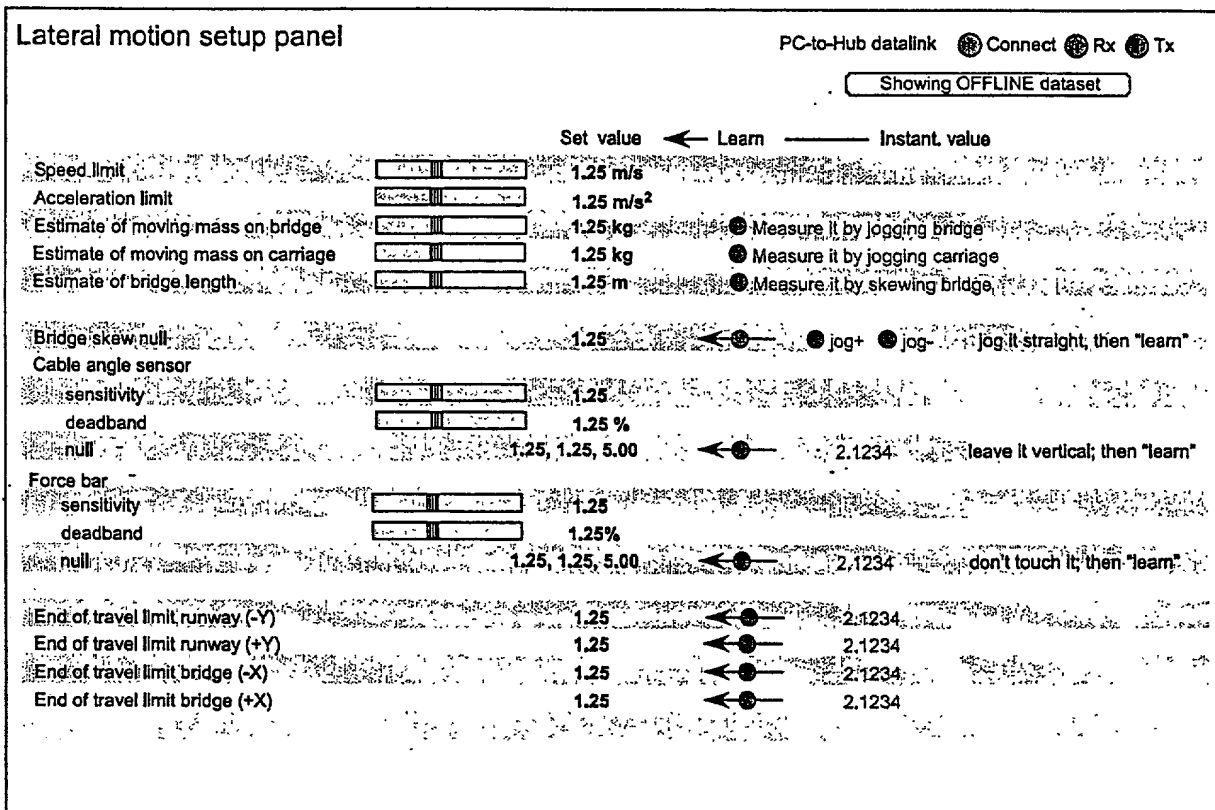 Lateral motion setup panel
PC-to-Hub datalink Connect Rx Tx
Showing OFFLINE dataset
Set value Learn Instant. value
Speed limit 1.25 m/s
Acceleration limit 1.25 m/s²
Estimate of moving mass on bridge 1.25 kg Measure it by jogging bridge
Estimate of moving mass on carriage 1.25 kg Measure it by jogging carriage
Estimate of bridge length 1.25 m Measure it by skewing bridge
Bridge skew null 1.25 jog+ jog- jog it straight, then "learn"
Cable angle sensor
sensitivity 1.25
deadband 1.25 %
null 1.25, 1.25, 5.00 2.1234 leave it vertical; then "learn"
Force bar
sensitivity 1.25
deadband 1.25%
null 1.25, 1.25, 5.00 2.1234 don't touch it; then "learn"
End of travel limit runway (-Y) 1.25 2.1234
End of travel limit runway (+Y) 1.25 2.1234
End of travel limit bridge (-X) 1.25 2.1234
End of travel limit bridge (+X) 1.25 2.1234